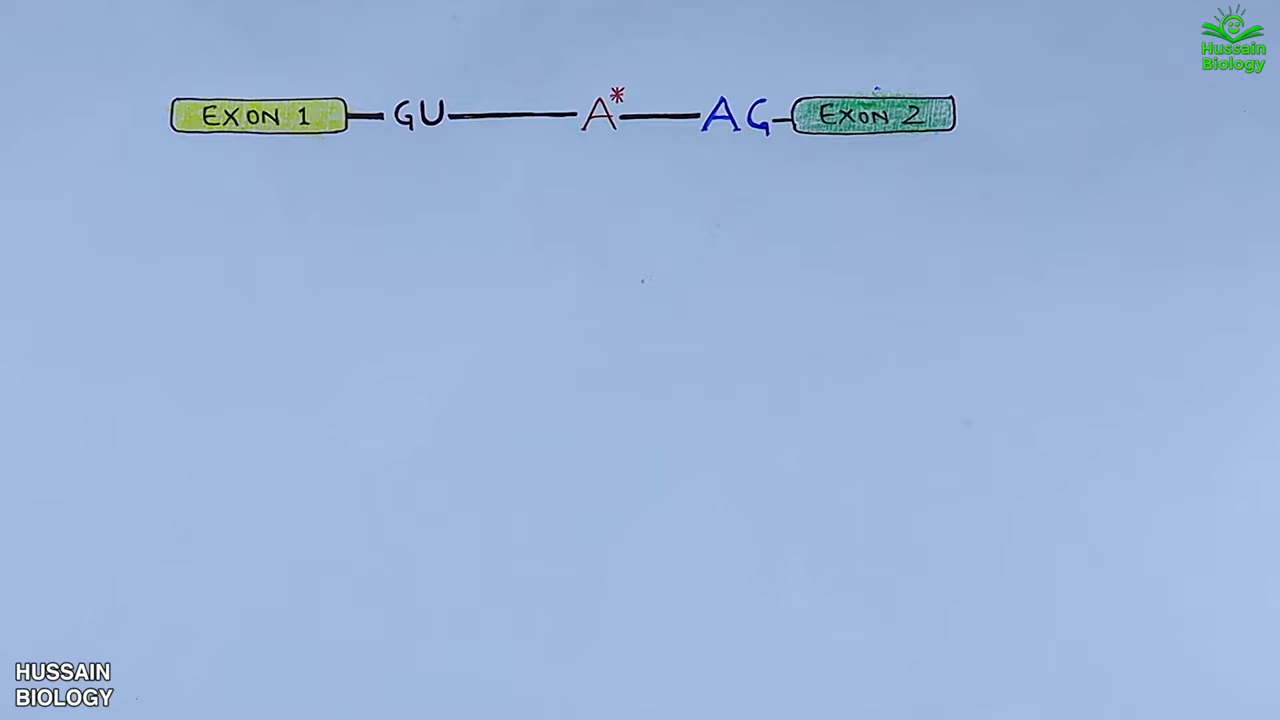 Hussain
Biology
EXON 1 GU A* AG EXON 2
HUSSAIN
BIOLOGY